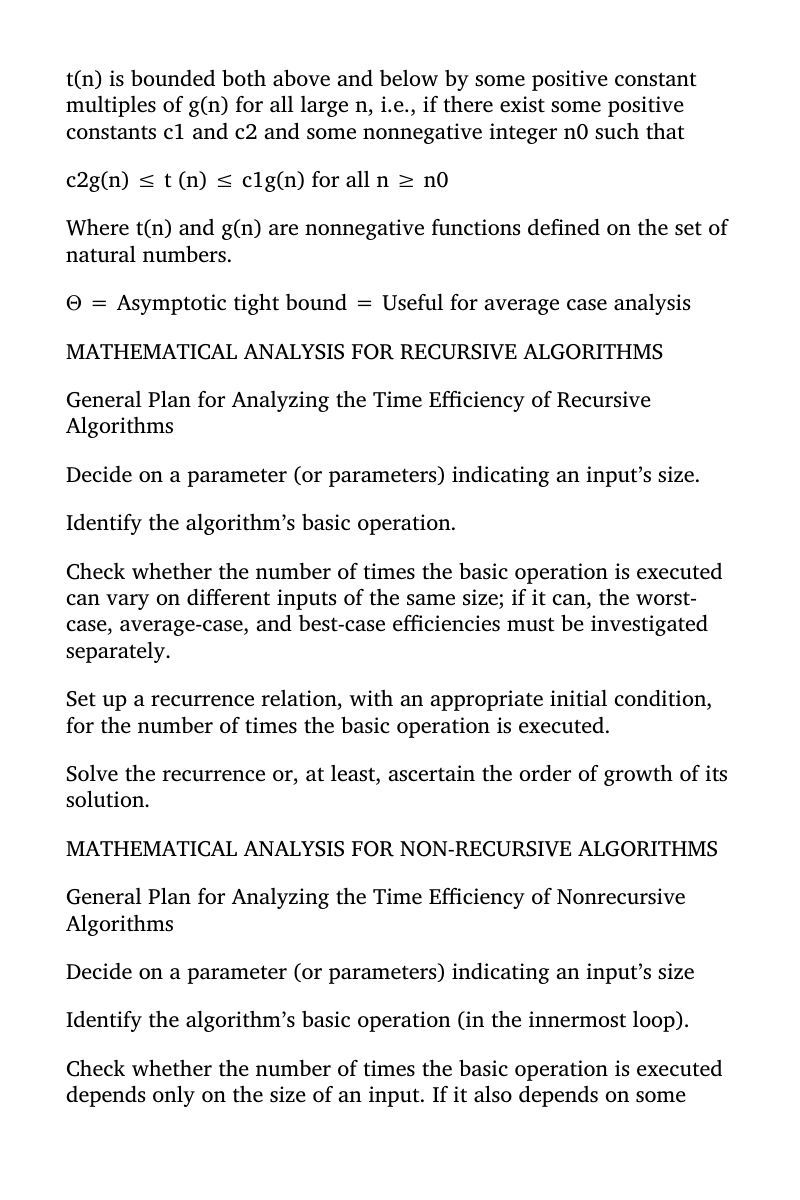 t(n) is bounded both above and below by some positive constant
multiples of g(n) for all large n, i.e., if there exist some positive
constants c1 and c2 and some nonnegative integer n0 such that
c2g(n) ≤ t (n) ≤ c1g(n) for all n ≥ n0
Where t(n) and g(n) are nonnegative functions defined on the set of
natural numbers.
Θ = Asymptotic tight bound = Useful for average case analysis
MATHEMATICAL ANALYSIS FOR RECURSIVE ALGORITHMS
General Plan for Analyzing the Time Efficiency of Recursive
Algorithms
Decide on a parameter (or parameters) indicating an input’s size.
Identify the algorithm’s basic operation.
Check whether the number of times the basic operation is executed
can vary on different inputs of the same size; if it can, the worst-
case, average-case, and best-case efficiencies must be investigated
separately.
Set up a recurrence relation, with an appropriate initial condition,
for the number of times the basic operation is executed.
Solve the recurrence or, at least, ascertain the order of growth of its
solution.
MATHEMATICAL ANALYSIS FOR NON-RECURSIVE ALGORITHMS
General Plan for Analyzing the Time Efficiency of Nonrecursive
Algorithms
Decide on a parameter (or parameters) indicating an input’s size
Identify the algorithm’s basic operation (in the innermost loop).
Check whether the number of times the basic operation is executed
depends only on the size of an input. If it also depends on some